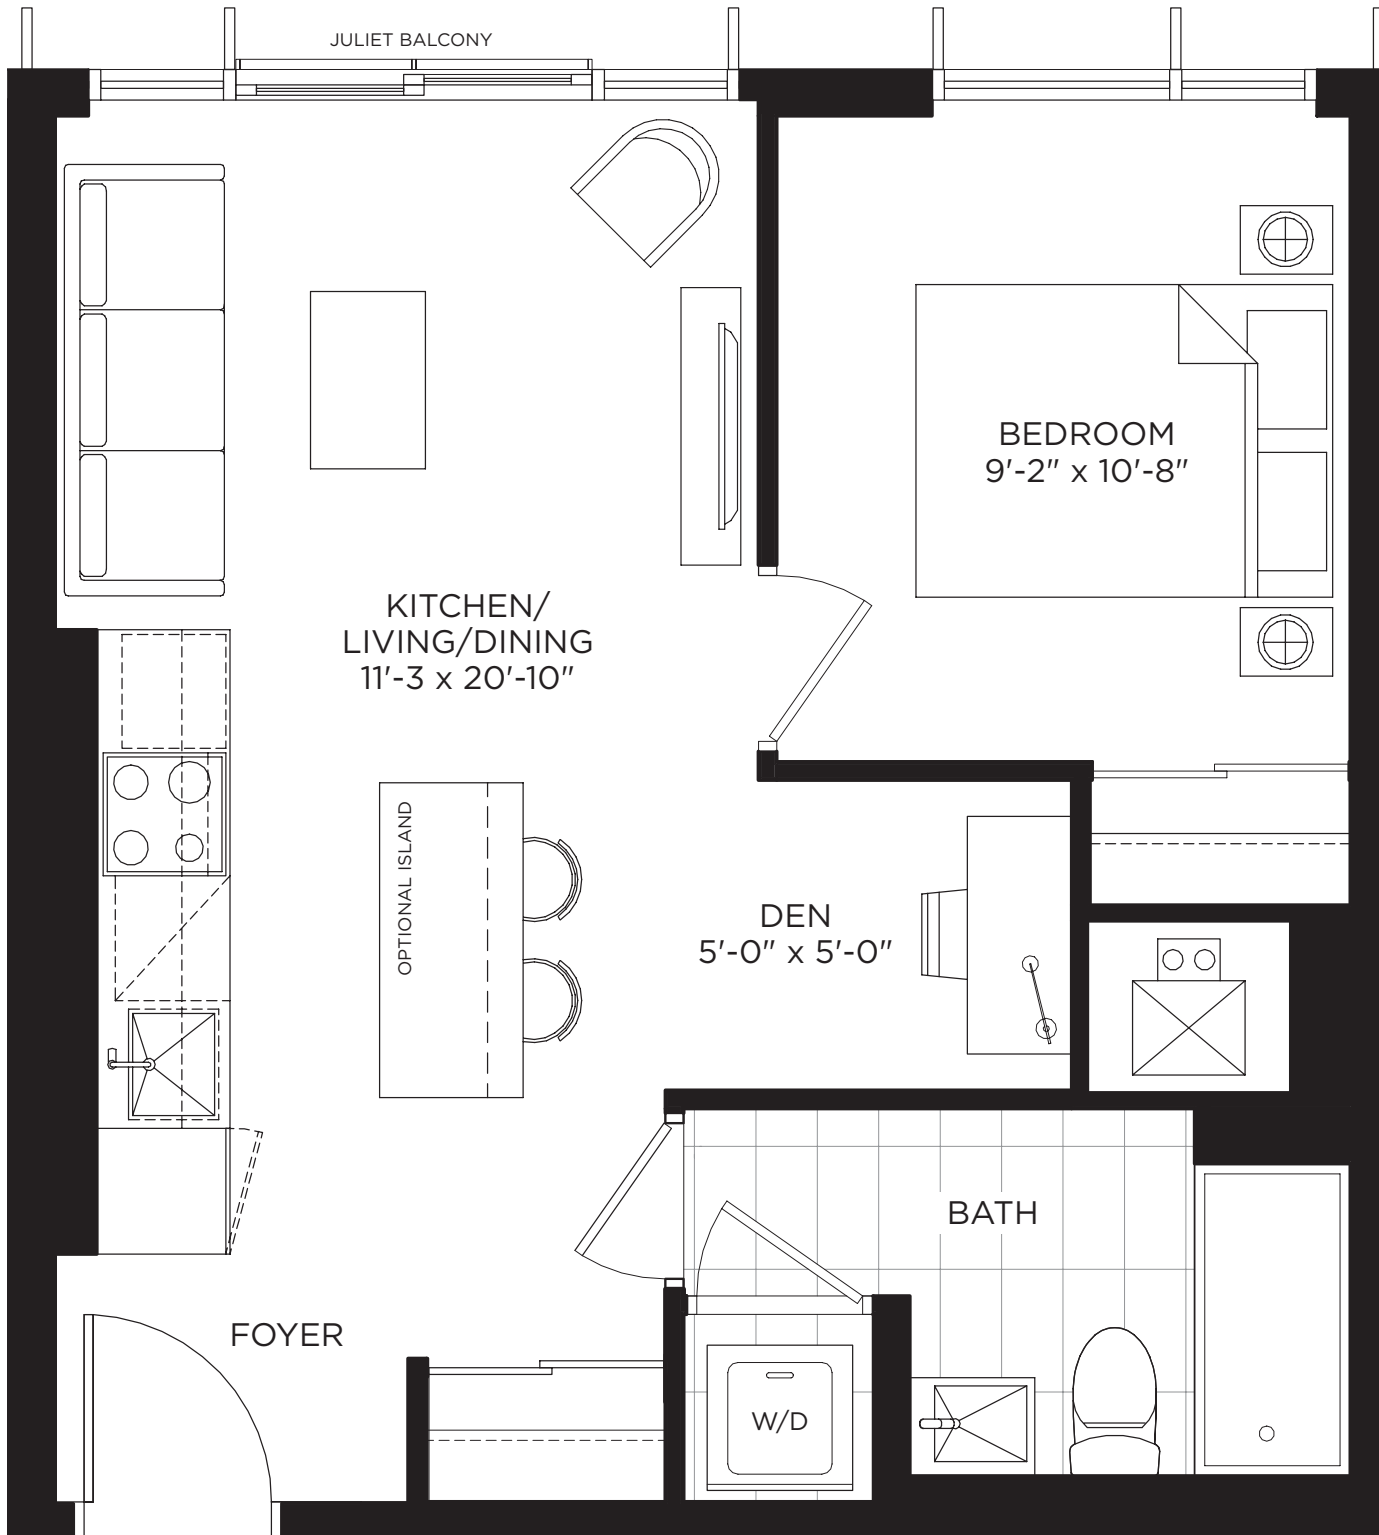 JULIET BALCONY
BEDROOM
9'-2" x 10'-8"
KITCHEN/
LIVING/DINING
11'-3 x 20'-10"
OPTIONAL ISLAND
DEN
5'-0" x 5'-0"
BATH
FOYER
W/D